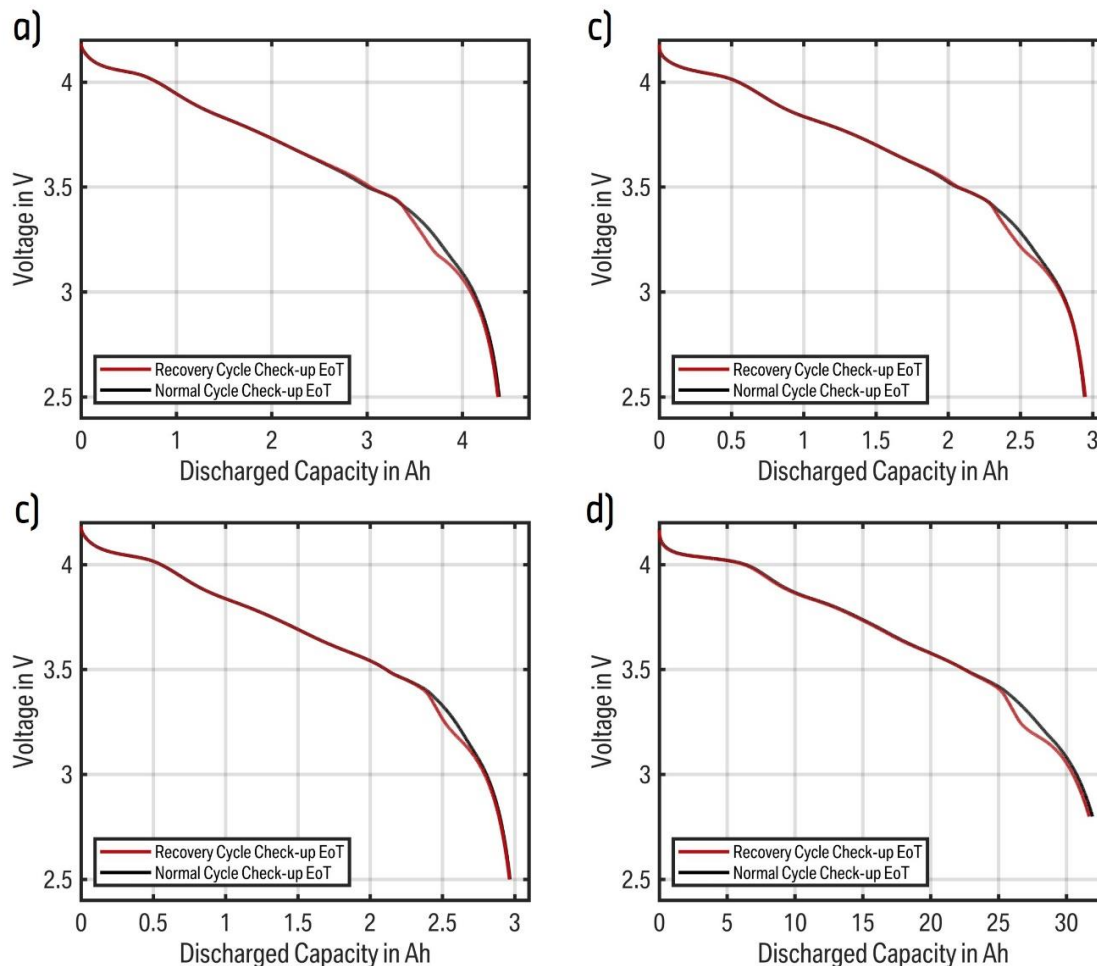 a)
Voltage in V
4
3.5
3
2.5
Recovery Cycle Check-up EoT
Normal Cycle Check-up EoT
0 1 2 3 4
Discharged Capacity in Ah
c)
Voltage in V
4
3.5
3
2.5
Recovery Cycle Check-up EoT
Normal Cycle Check-up EoT
0 0.5 1 1.5 2 2.5 3
Discharged Capacity in Ah
c)
Voltage in V
4
3.5
3
2.5
Recovery Cycle Check-up EoT
Normal Cycle Check-up EoT
0 0.5 1 1.5 2 2.5 3
Discharged Capacity in Ah
d)
Voltage in V
4
3.5
3
2.5
Recovery Cycle Check-up EoT
Normal Cycle Check-up EoT
0 5 10 15 20 25 30
Discharged Capacity in Ah